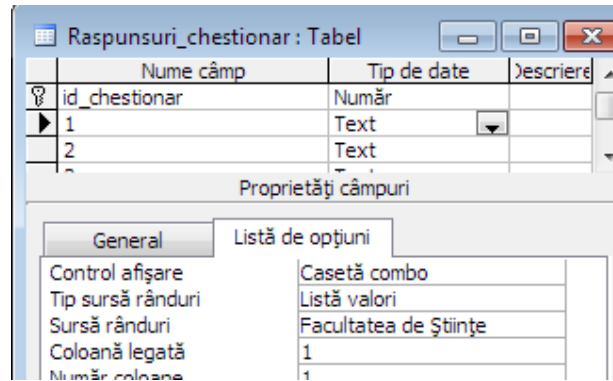 Raspunsuri_chestionar : Tabel
Nume câmp Tip de date Descriere
id_chestionar Număr
1 Text
2 Text
Proprietăți câmpuri
General Listă de opțiuni
Control afișare Casetă combo
Tip sursă rânduri Listă valori
Sursă rânduri Facultatea de Științe
Coloană legată 1
Număr coloane 1